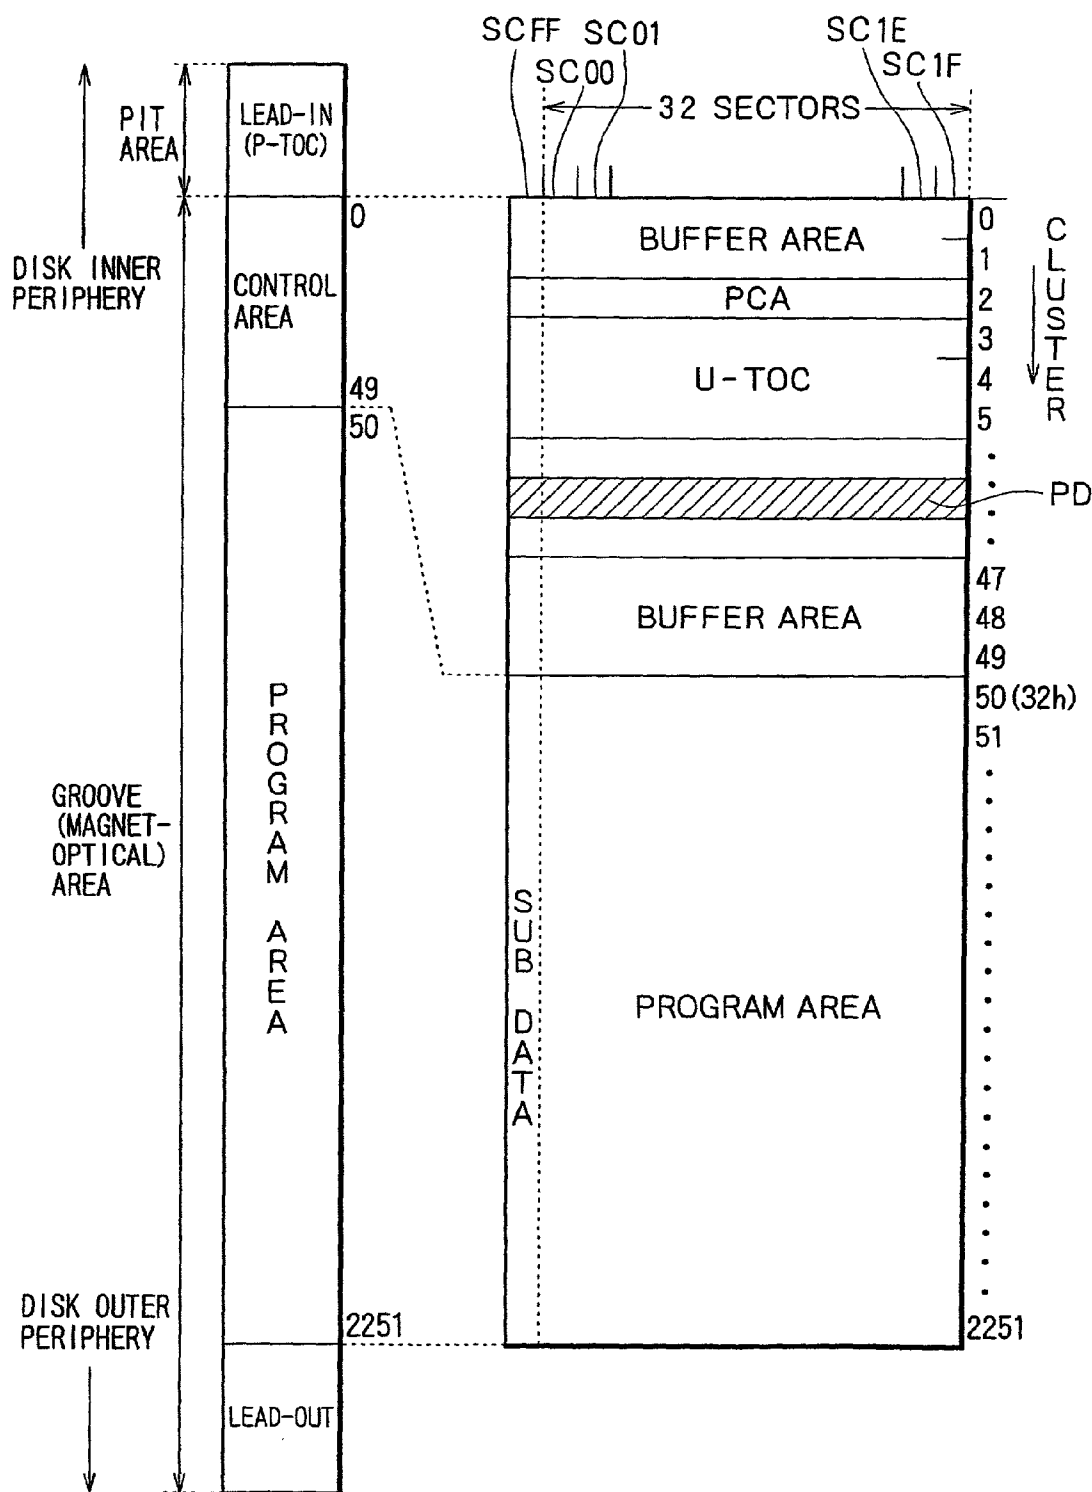 SCFF SC01
SC00
SC1E
SC1F
32 SECTORS
PIT
AREA
LEAD-IN
(P-TOC)
DISK INNER
PERIPHERY
CONTROL
AREA
0
49
50
BUFFER AREA
PCA
U-TOC
0
1
2
3
4
5
CLUSTER
PD
BUFFER AREA
47
48
49
50 (32h)
51
GROOVE
(MAGNET-
OPTICAL)
AREA
PROGRAM AREA
SUB DATA
PROGRAM AREA
DISK OUTER
PERIPHERY
2251
2251
LEAD-OUT